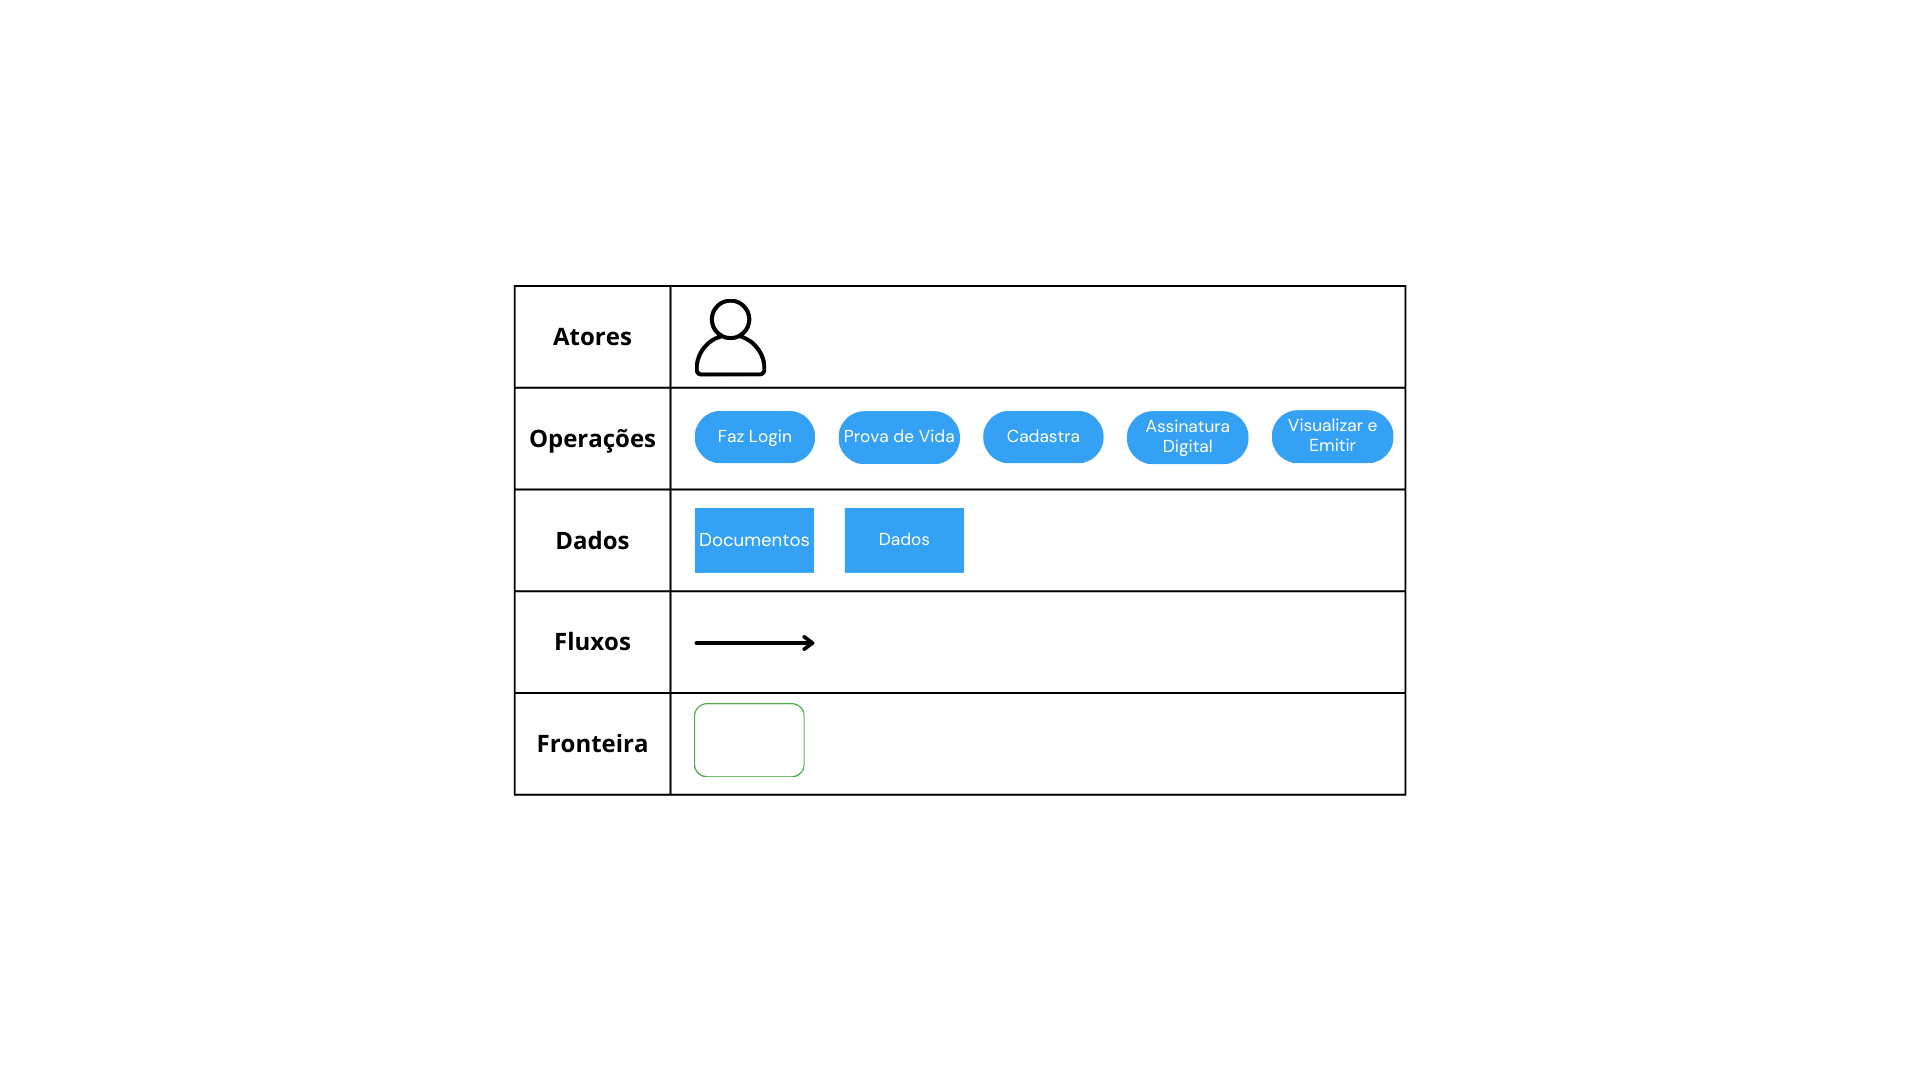 Atores
Operações
Faz Login
Prova de Vida
Cadastra
Assinatura
Digital
Visualizar e
Emitir
Dados
Documentos
Dados
Fluxos
Fronteira